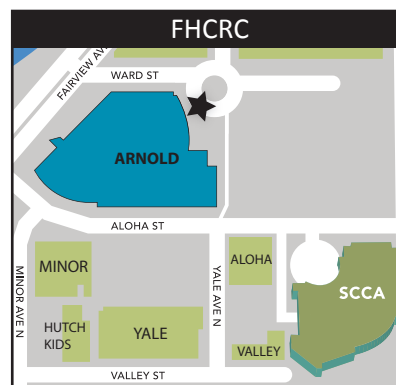 FHCRC
FAIRVIEW AV
WARD ST
ARNOLD
ALOHA ST
MINOR AVE N
MINOR
YALE AVE N
ALOHA
SCCA
HUTCH
KIDS
YALE
VALLEY
VALLEY ST